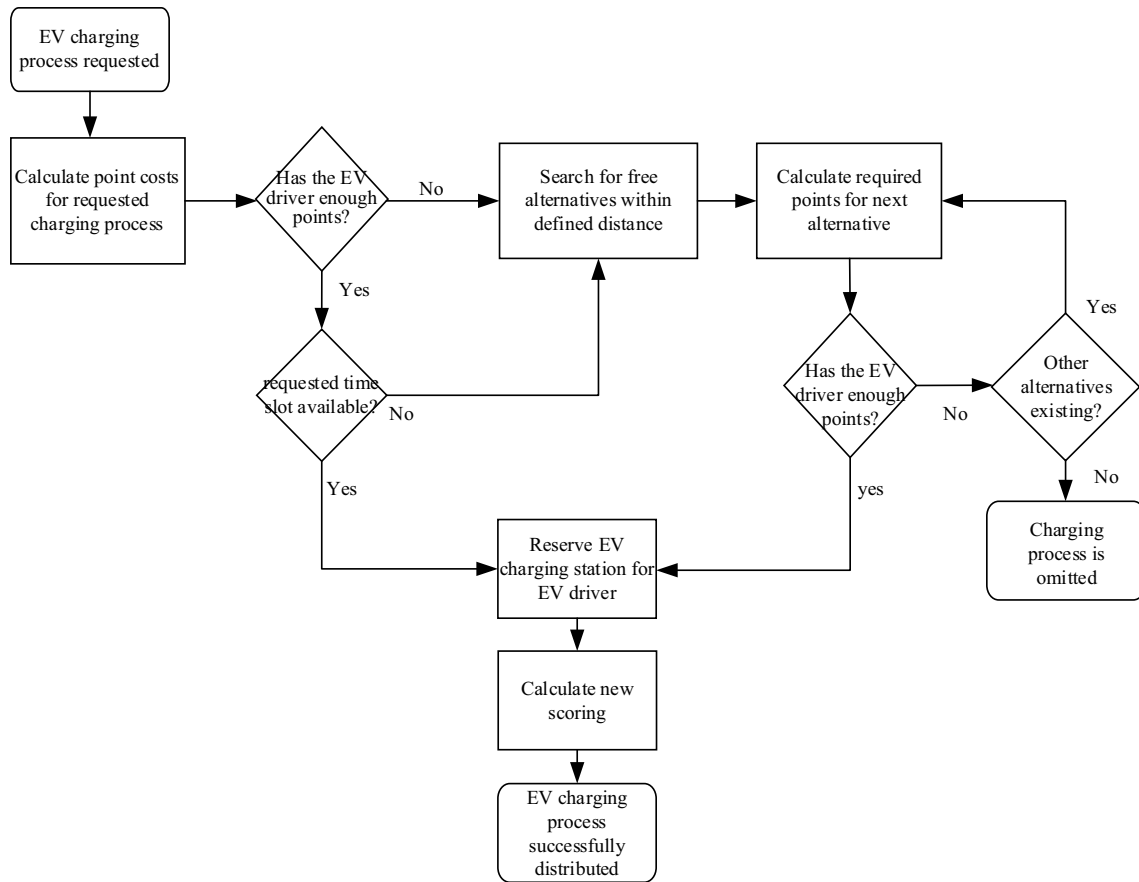 EV charging
process requested
Calculate point costs
for requested
charging process
Has the EV
driver enough
points?
No
Search for free
alternatives within
defined distance
Calculate required
points for next
alternative
Yes
requested time
slot available?
No
Yes
Has the EV
driver enough
points?
No
Yes
Other
alternatives
existing?
No
yes
Reserve EV
charging station for
EV driver
Charging
process is
omitted
Calculate new
scoring
EV charging
process
successfully
distributed